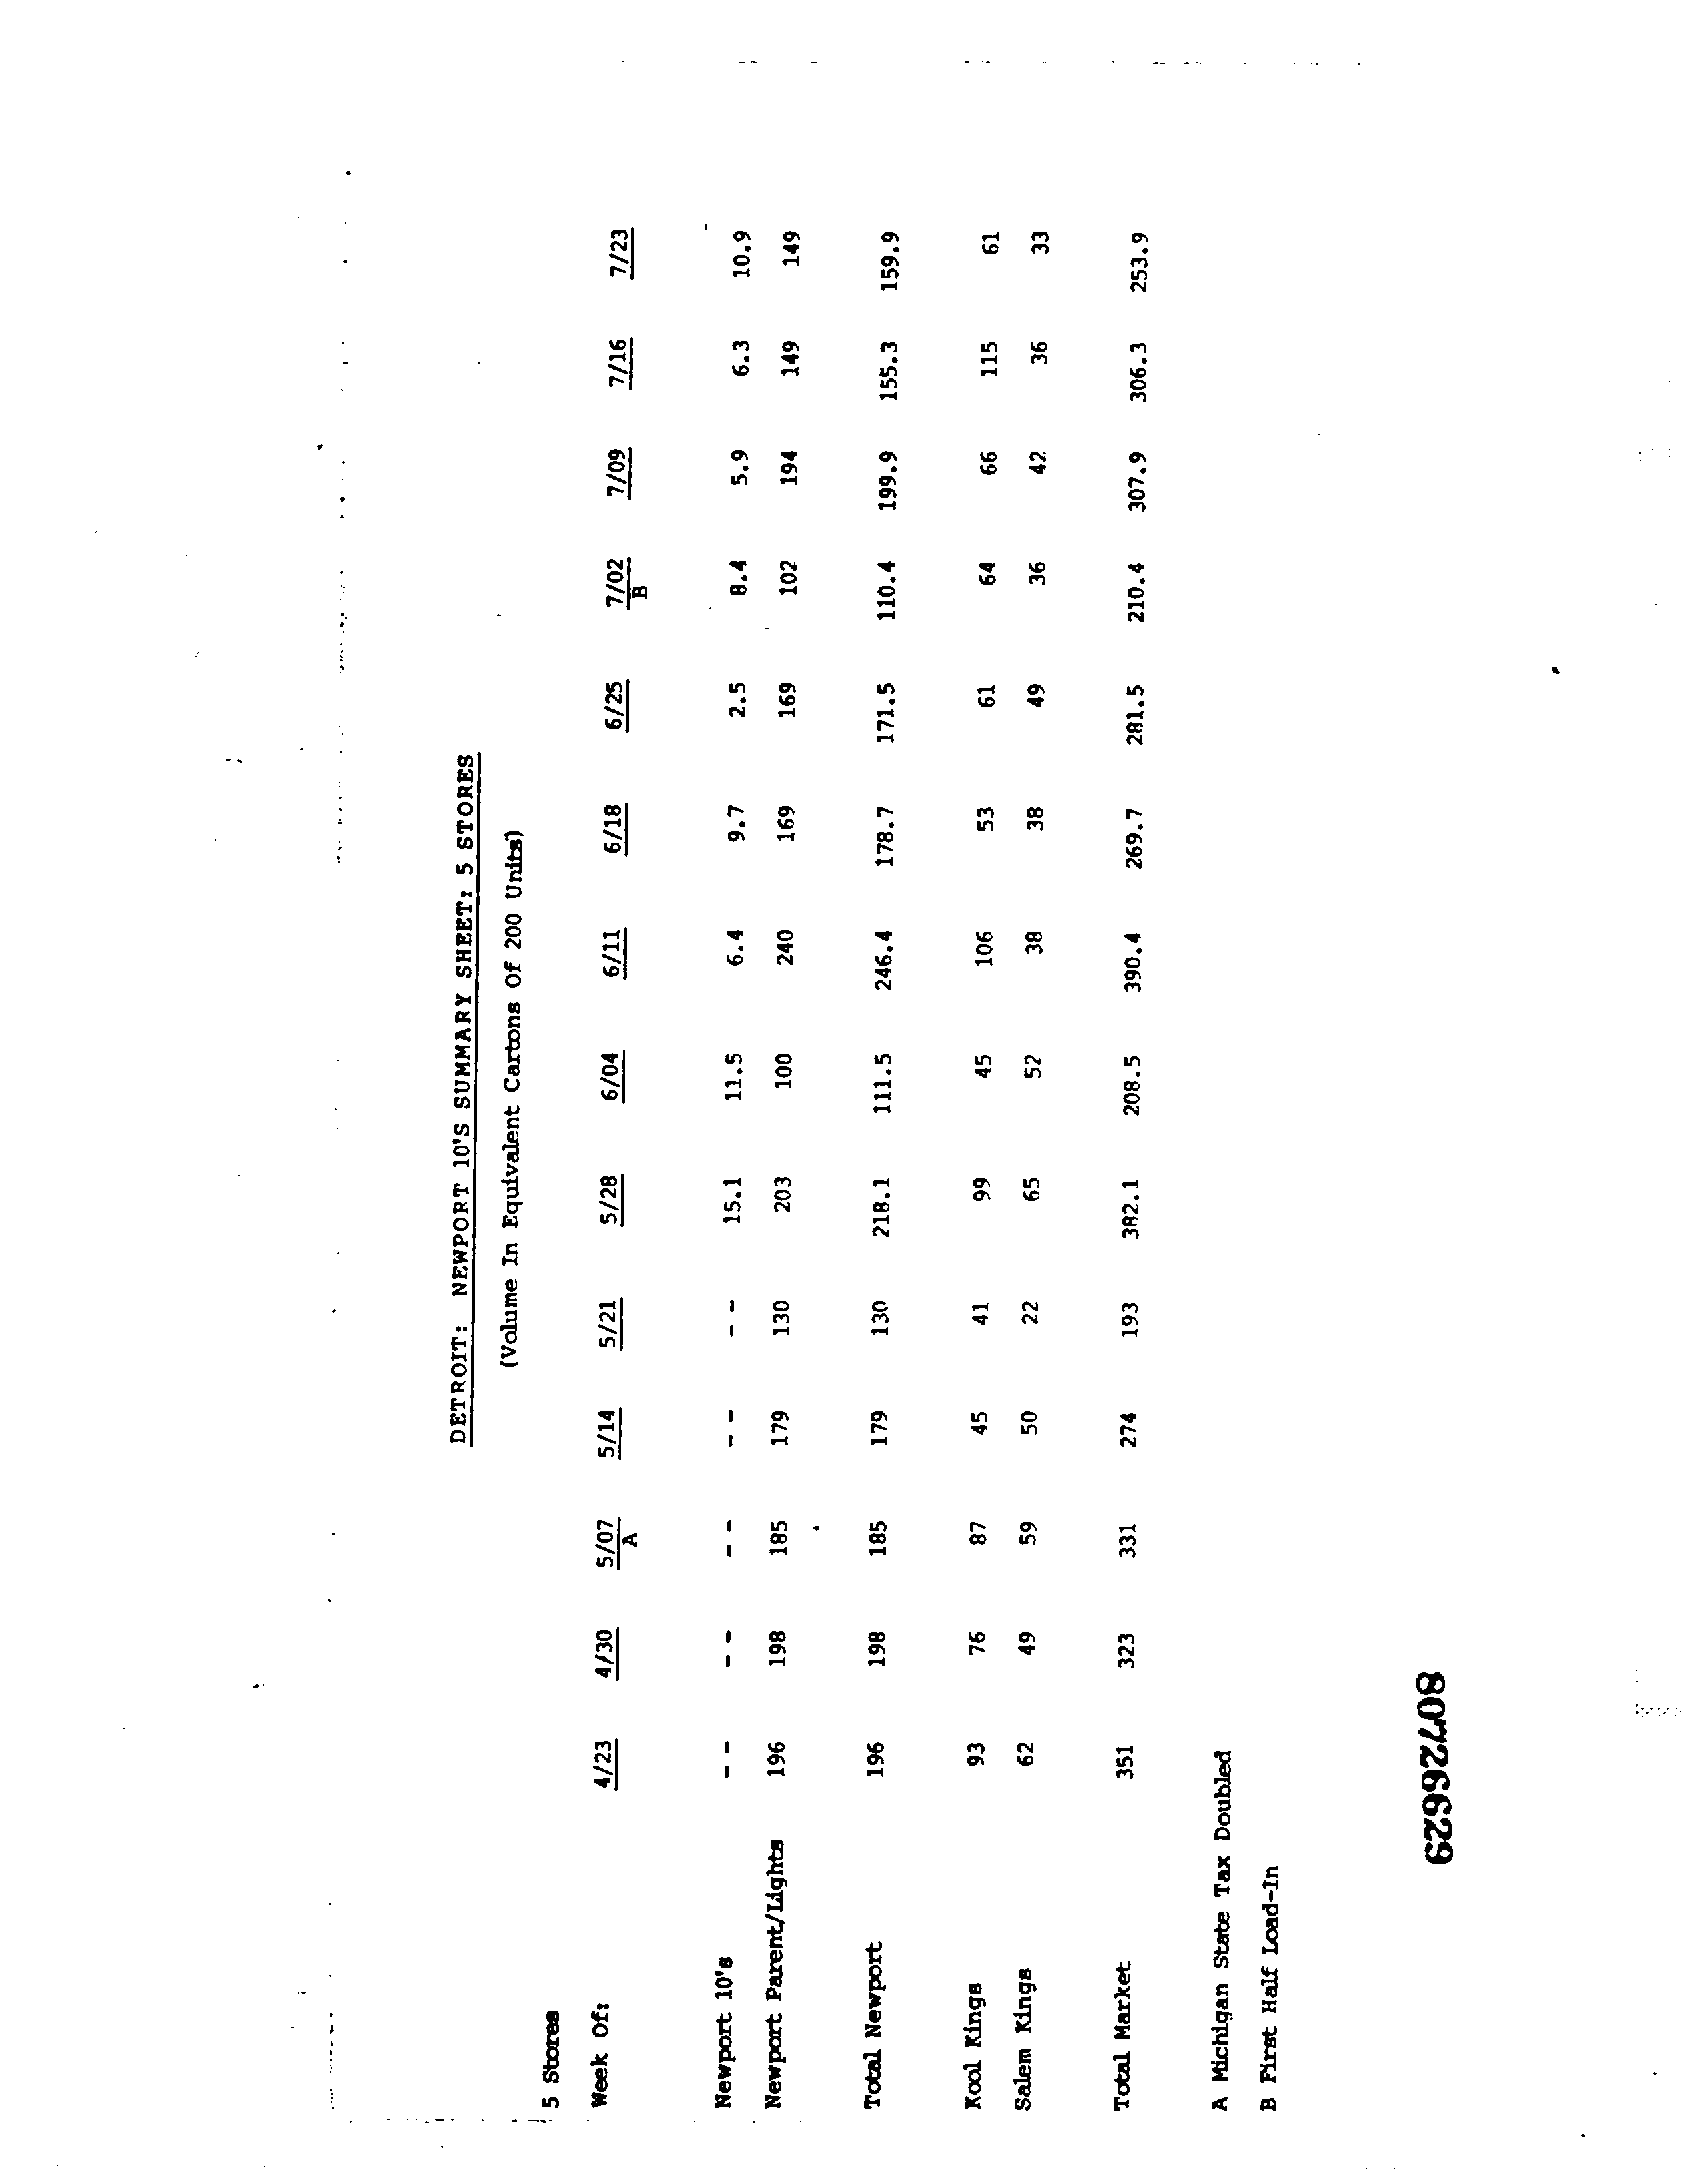 DETROIT: NEWPORT 10'S SUMMARY SHEET: 5 STORES
(Volume In Equivalent Cartons Of 200 Units)
5 Stores
Week Of: 4/23 4/30 5/07 5/14 5/21 5/28 6/04 6/11 6/18 6/25 7/02 7/09 7/16 7/23
A B
Newport 10's -- -- -- -- -- 15.1 11.5 6.4 9.7 2.5 8.4 5.9 6.3 10.9
Newport Parent/Lights 196 198 185 179 130 203 100 240 169 169 102 194 149 149
Total Newport 196 198 185 179 130 218.1 111.5 246.4 178.7 171.5 110.4 199.9 155.3 159.9
Kool Kings 93 76 87 45 41 99 45 106 53 61 64 66 115 61
Salem Kings 62 49 59 50 22 65 52 38 38 49 36 42 36 33
Total Market 351 323 331 274 193 382.1 208.5 390.4 269.7 281.5 210.4 307.9 306.3 253.9
A Michigan State Tax Doubled
B First Half Load-In
80726629